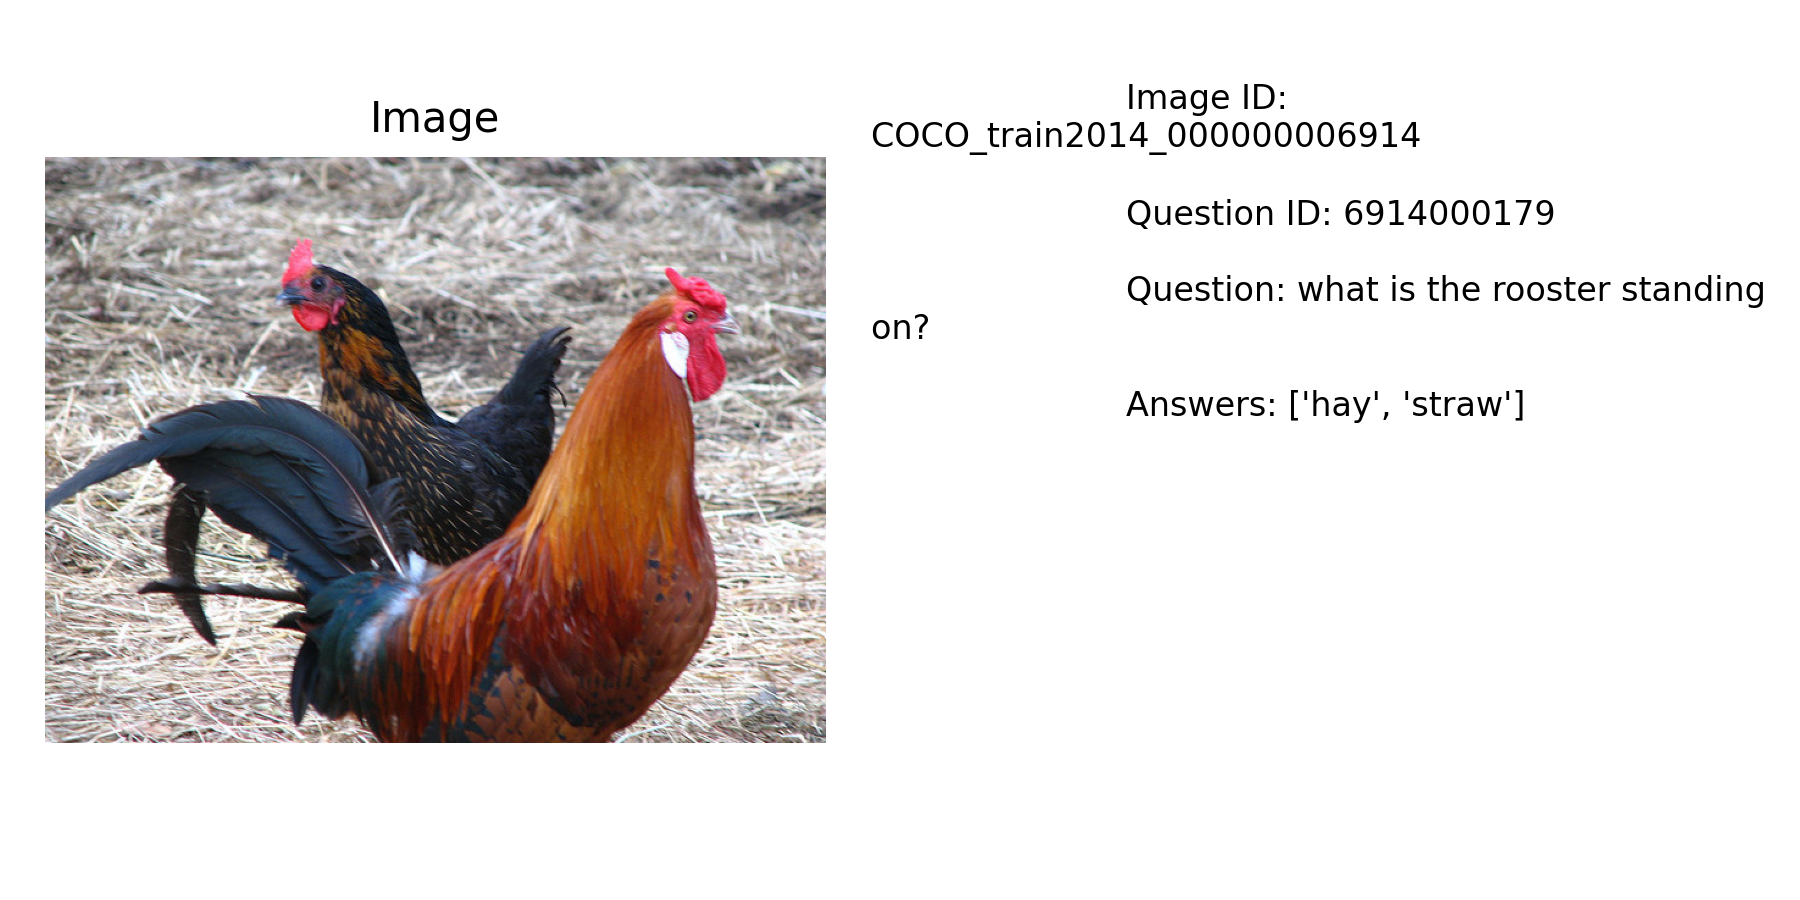 Image
Image ID:
COCO_train2014_000000006914
Question ID: 6914000179
Question: what is the rooster standing
on?
Answers: ['hay', 'straw']